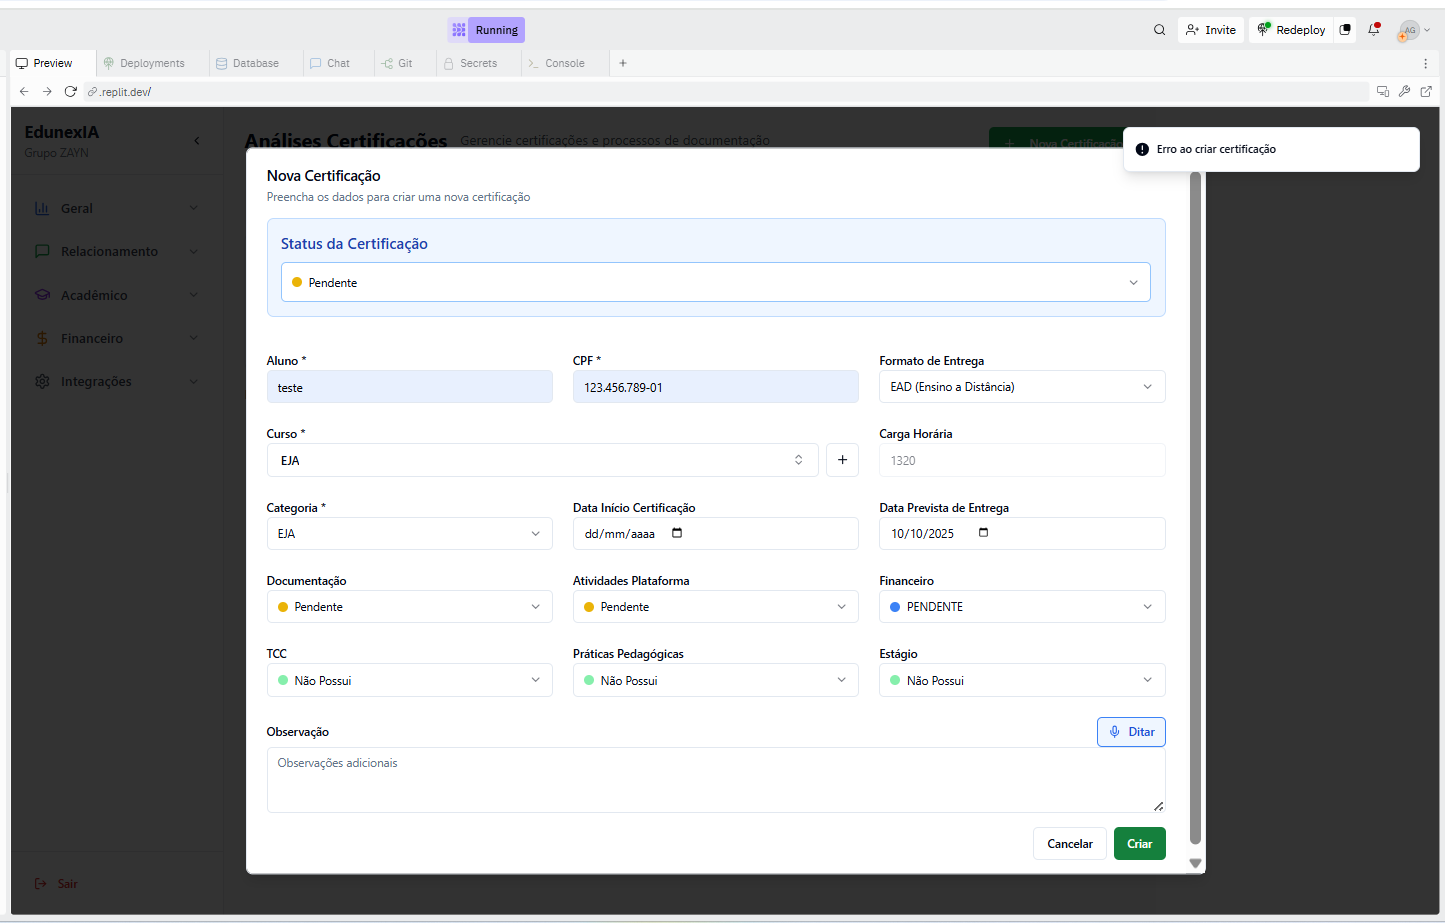 Running
Invite
Redeploy
AG
Preview
Deployments
Database
Chat
Git
Secrets
Console
.replit.dev/
EdunexIA
Grupo ZAYN
Análises Certificações
Gerencie certificações e processos de documentação
Nova Certificação
Erro ao criar certificação
Geral
Relacionamento
Acadêmico
Financeiro
Integrações
Sair
Nova Certificação
Preencha os dados para criar uma nova certificação
Status da Certificação
Pendente
Aluno *
CPF *
Formato de Entrega
teste
123.456.789-01
EAD (Ensino a Distância)
Curso *
Carga Horária
EJA
1320
Categoria *
Data Início Certificação
Data Prevista de Entrega
EJA
dd/mm/aaaa
10/10/2025
Documentação
Atividades Plataforma
Financeiro
Pendente
Pendente
PENDENTE
TCC
Práticas Pedagógicas
Estágio
Não Possui
Não Possui
Não Possui
Observação
Ditar
Observações adicionais
Cancelar
Criar